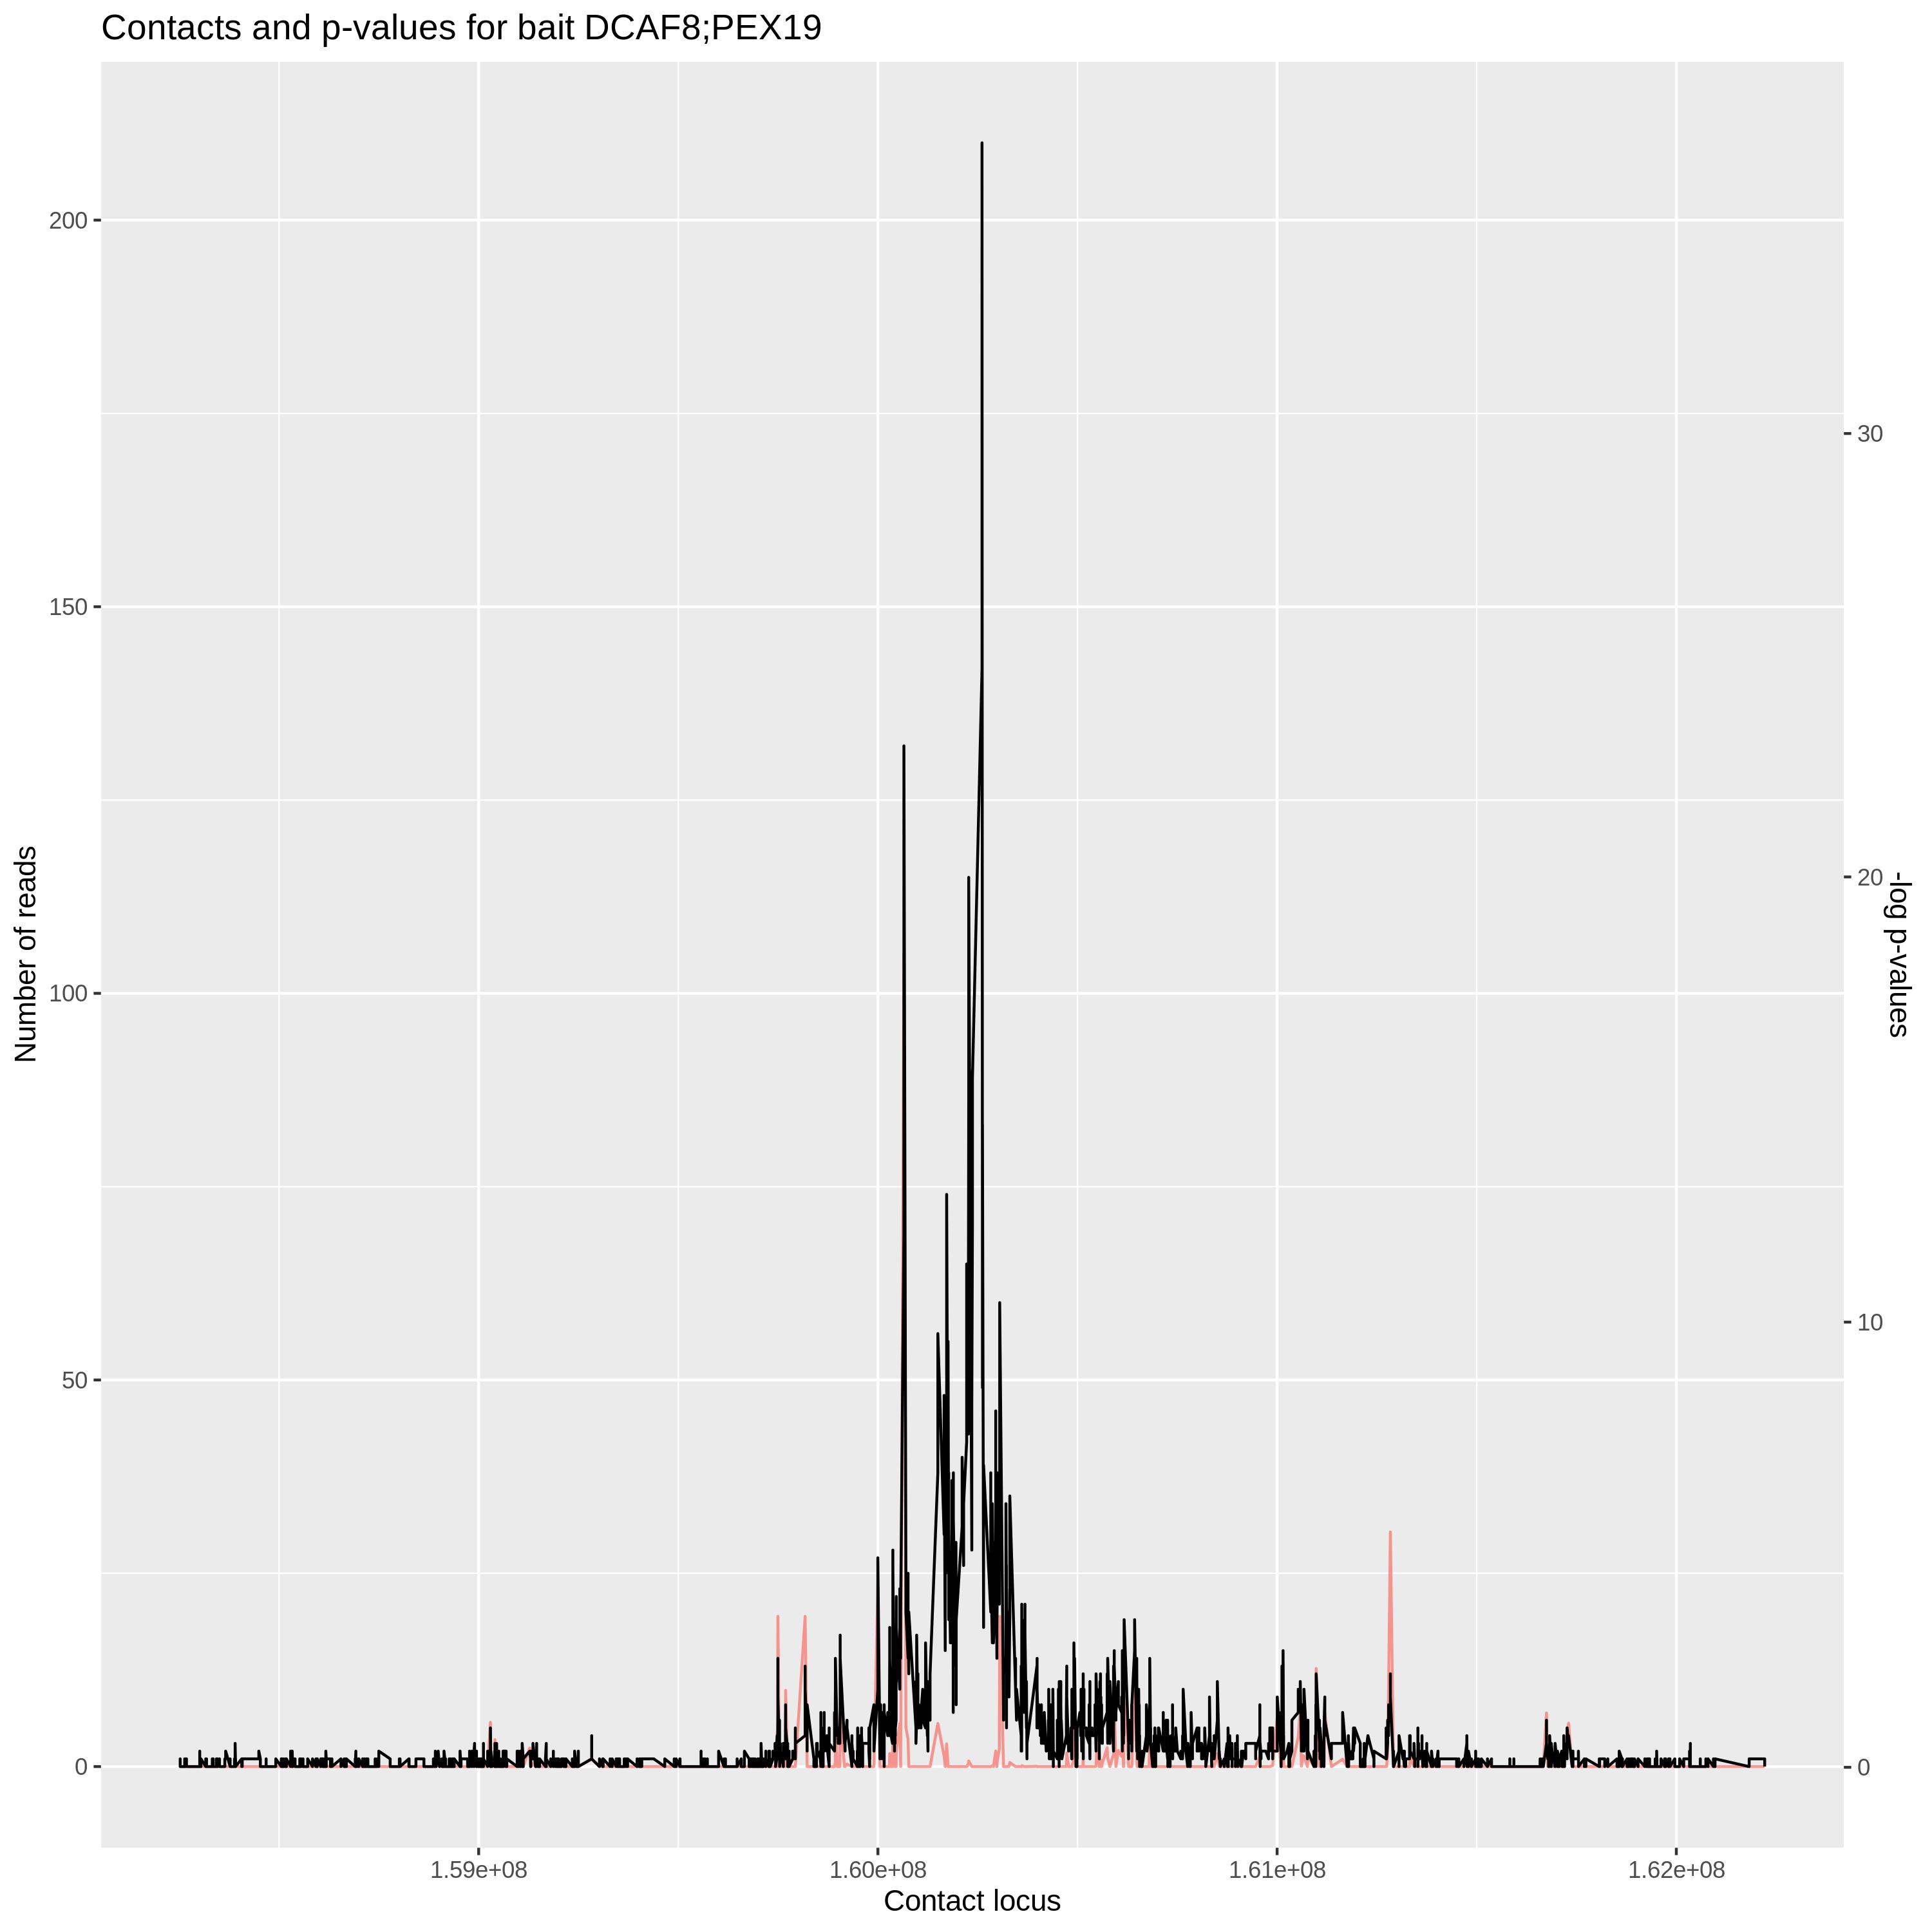 Contacts and p-values for bait DCAF8;PEX19
Number of reads
200
150
100
50
0
30
20
10
0
-log p-values
1.59e+08 1.60e+08 1.61e+08 1.62e+08
Contact locus